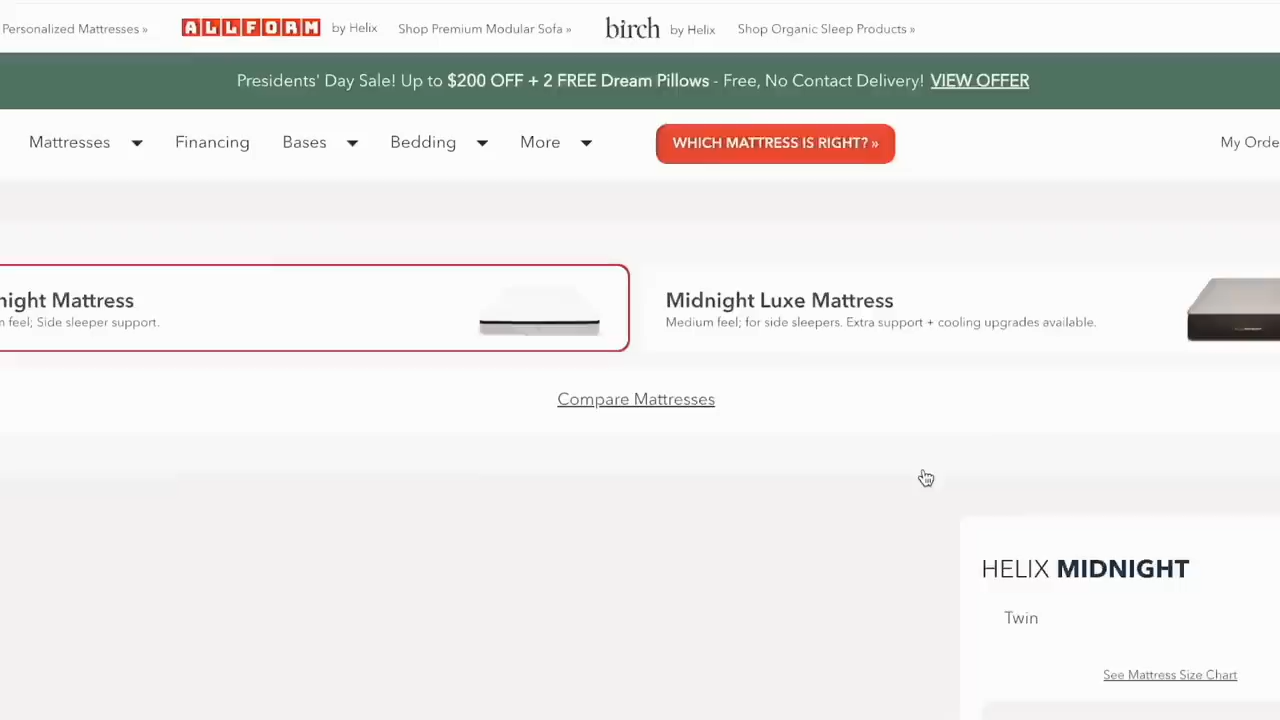 Personalized Mattresses »
ALLFORM by Helix
Shop Premium Modular Sofa »
birch by Helix
Shop Organic Sleep Products »
Presidents' Day Sale! Up to $200 OFF + 2 FREE Dream Pillows - Free, No Contact Delivery! VIEW OFFER
Mattresses
Financing
Bases
Bedding
More
WHICH MATTRESS IS RIGHT? »
My Orde
night Mattress
feel; Side sleeper support.
Midnight Luxe Mattress
Medium feel; for side sleepers. Extra support + cooling upgrades available.
Compare Mattresses
HELIX MIDNIGHT
Twin
See Mattress Size Chart